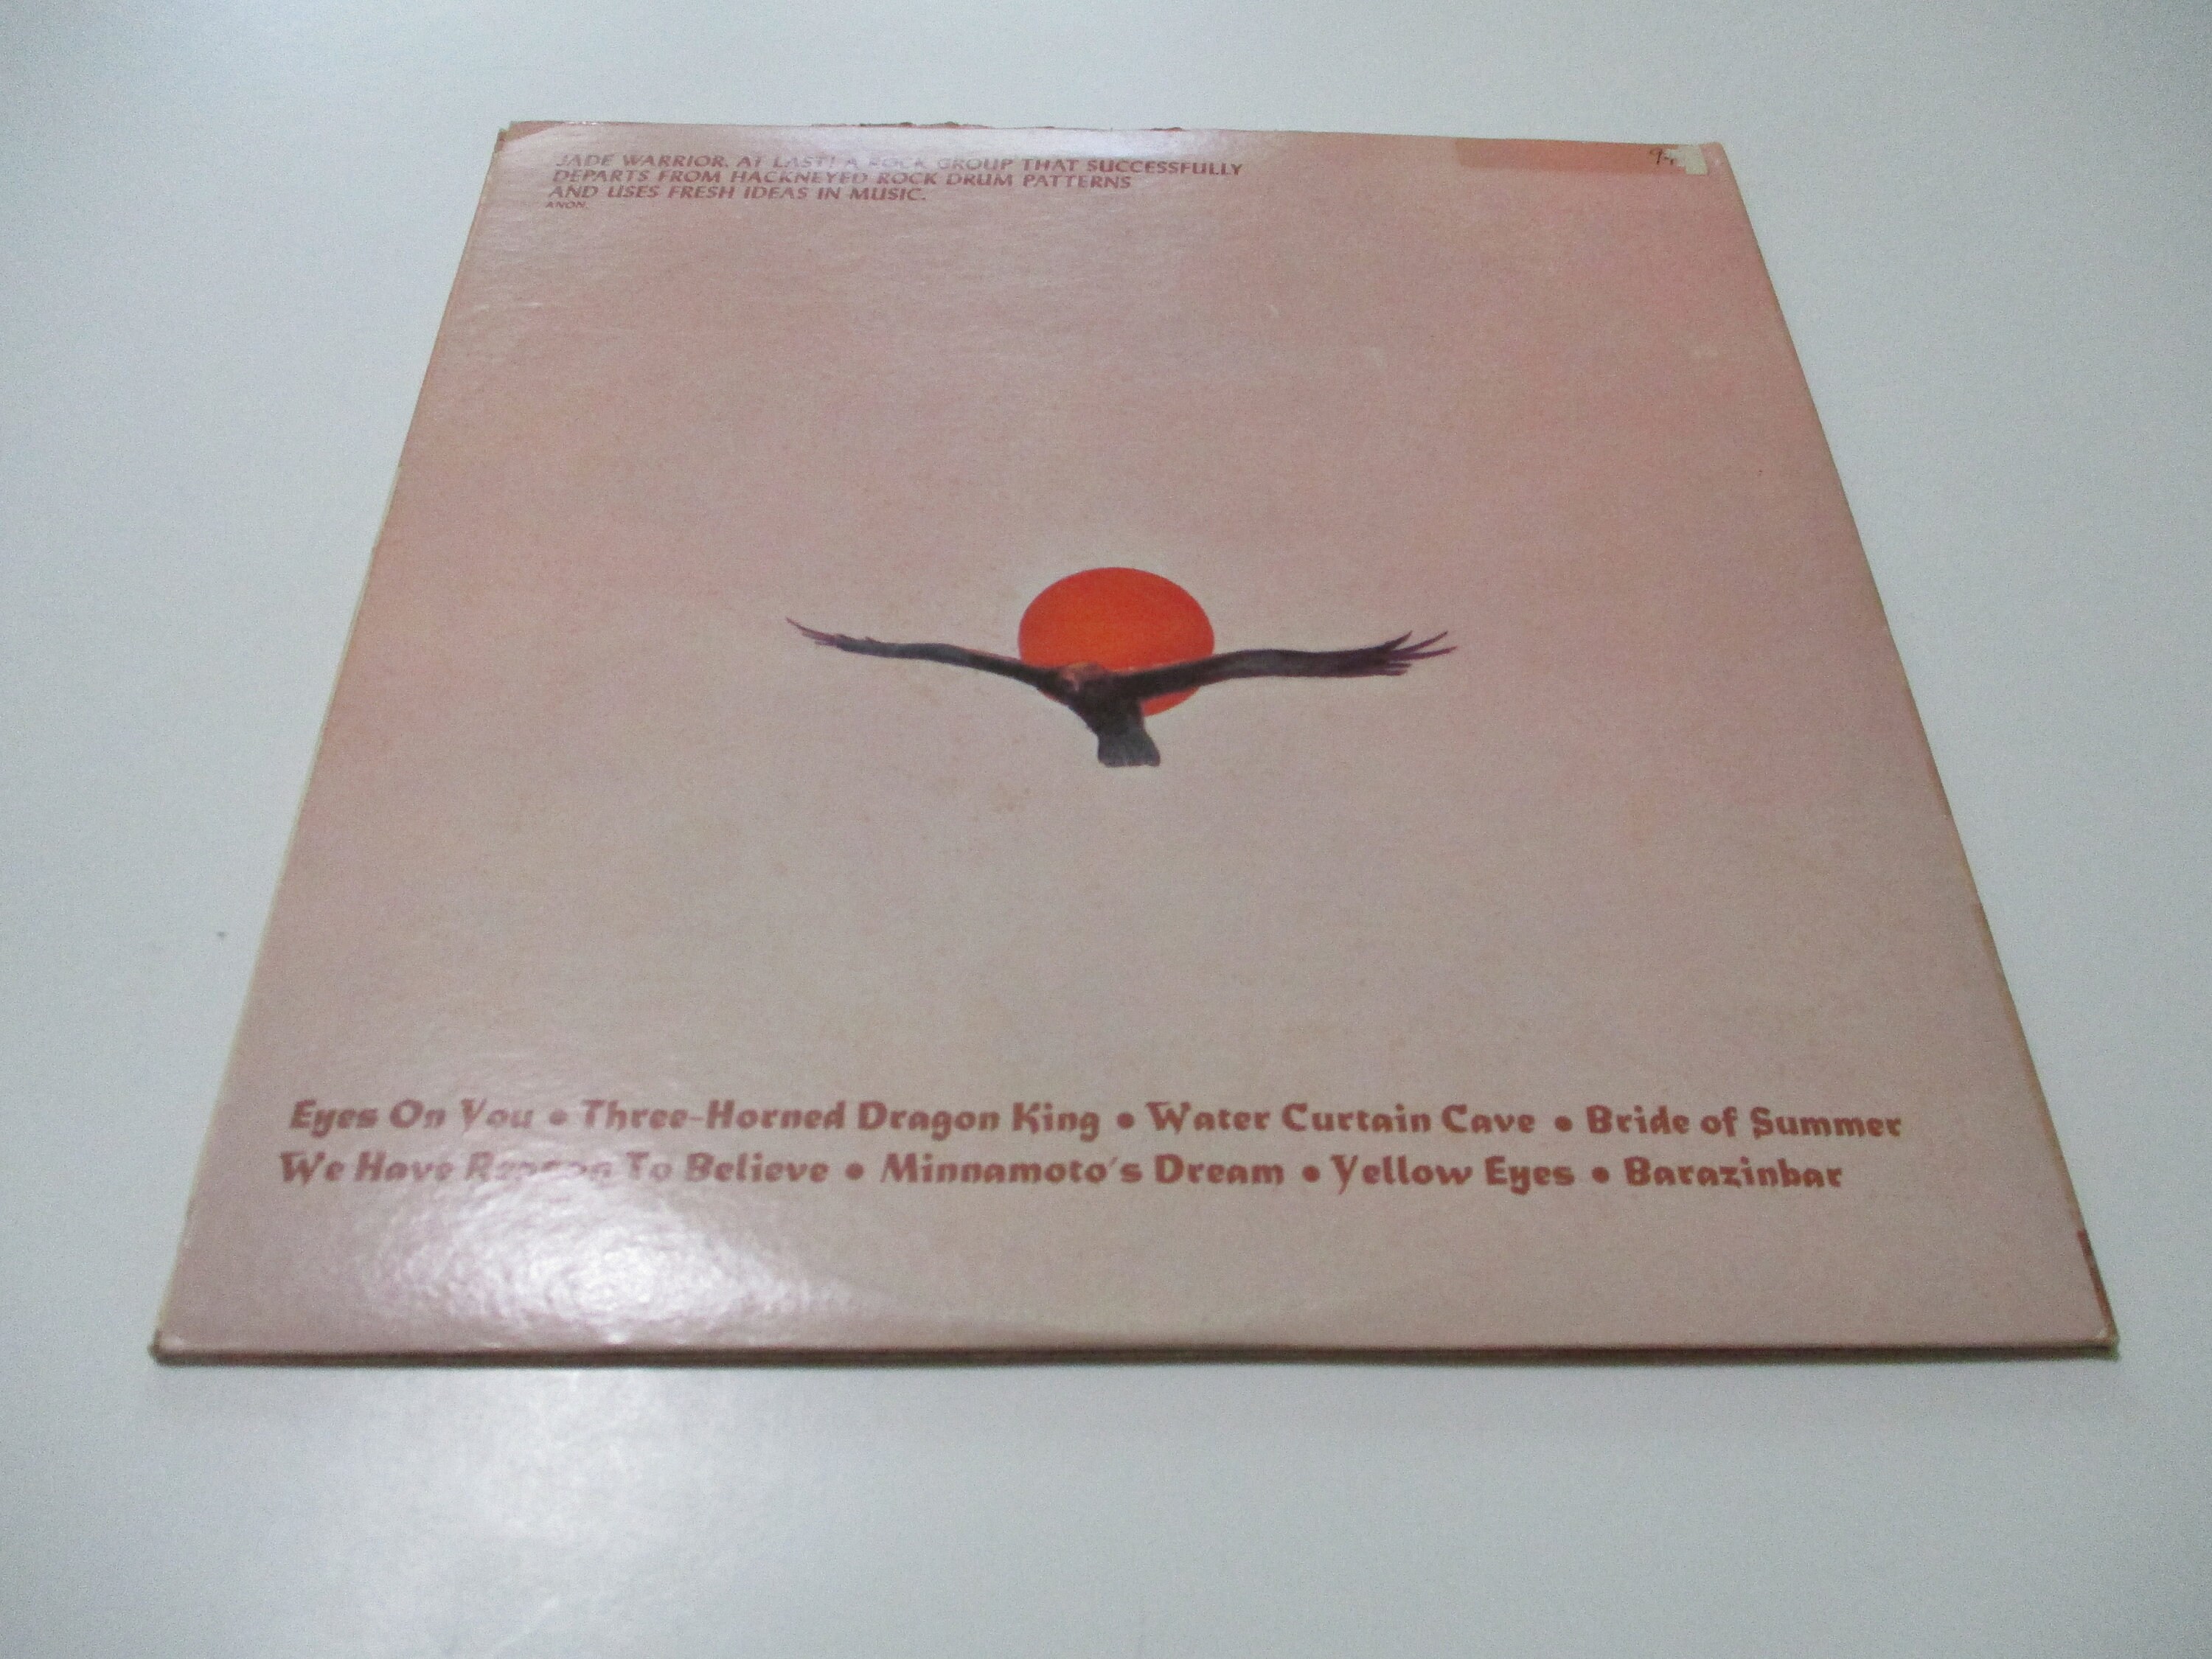 JADE WARRIOR. AT LAST! A ROCK GROUP THAT SUCCESSFULLY
DEPARTS FROM HACKNEYED ROCK DRUM PATTERNS
AND USES FRESH IDEAS IN MUSIC.
ANON.
Eyes On You • Three-Horned Dragon King • Water Curtain Cave • Bride of Summer
We Have Reason To Believe • Minnamoto's Dream • Yellow Eyes • Barazinbar